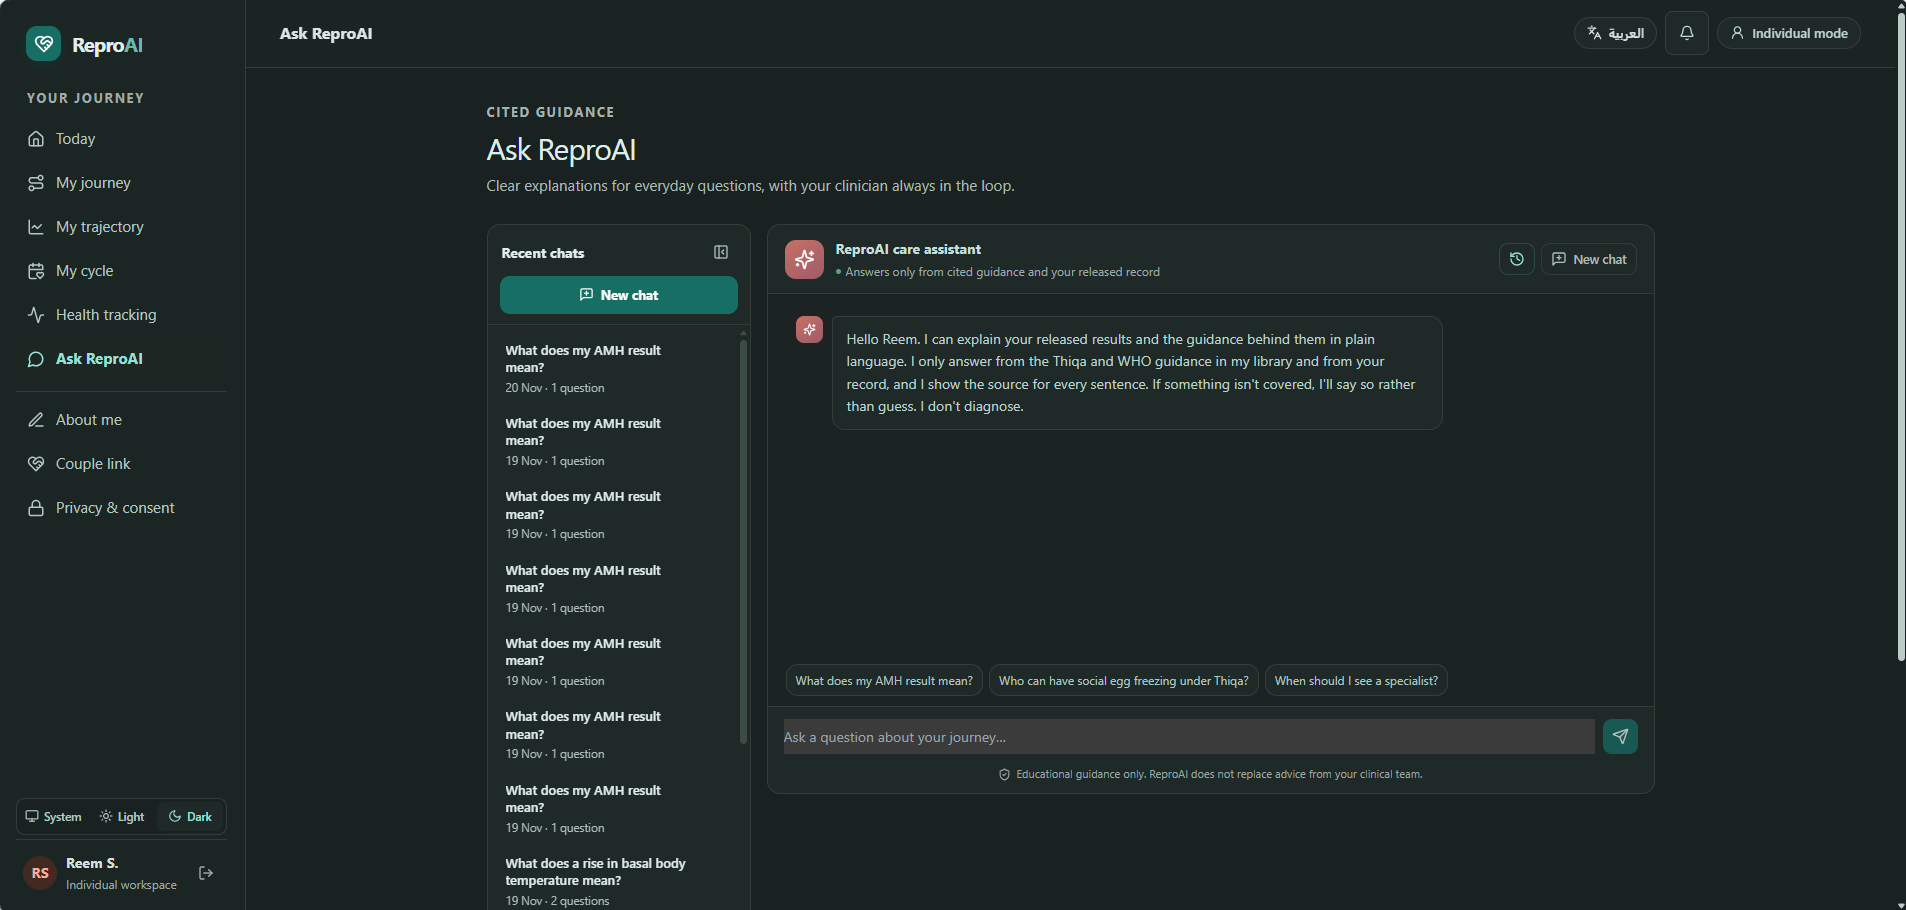 ReproAI
YOUR JOURNEY
Today
My journey
My trajectory
My cycle
Health tracking
Ask ReproAI
About me
Couple link
Privacy & consent
System
Light
Dark
RS
Reem S.
Individual workspace
Ask ReproAI
العربية
Individual mode
CITED GUIDANCE
Ask ReproAI
Clear explanations for everyday questions, with your clinician always in the loop.
Recent chats
New chat
What does my AMH result
mean?
20 Nov · 1 question
What does my AMH result
mean?
19 Nov · 1 question
What does my AMH result
mean?
19 Nov · 1 question
What does my AMH result
mean?
19 Nov · 1 question
What does my AMH result
mean?
19 Nov · 1 question
What does my AMH result
mean?
19 Nov · 1 question
What does my AMH result
mean?
19 Nov · 1 question
What does a rise in basal body
temperature mean?
19 Nov · 2 questions
ReproAI care assistant
Answers only from cited guidance and your released record
New chat
Hello Reem. I can explain your released results and the guidance behind them in plain
language. I only answer from the Thiqa and WHO guidance in my library and from your
record, and I show the source for every sentence. If something isn't covered, I'll say so rather
than guess. I don't diagnose.
What does my AMH result mean?
Who can have social egg freezing under Thiqa?
When should I see a specialist?
Ask a question about your journey...
Educational guidance only. ReproAI does not replace advice from your clinical team.